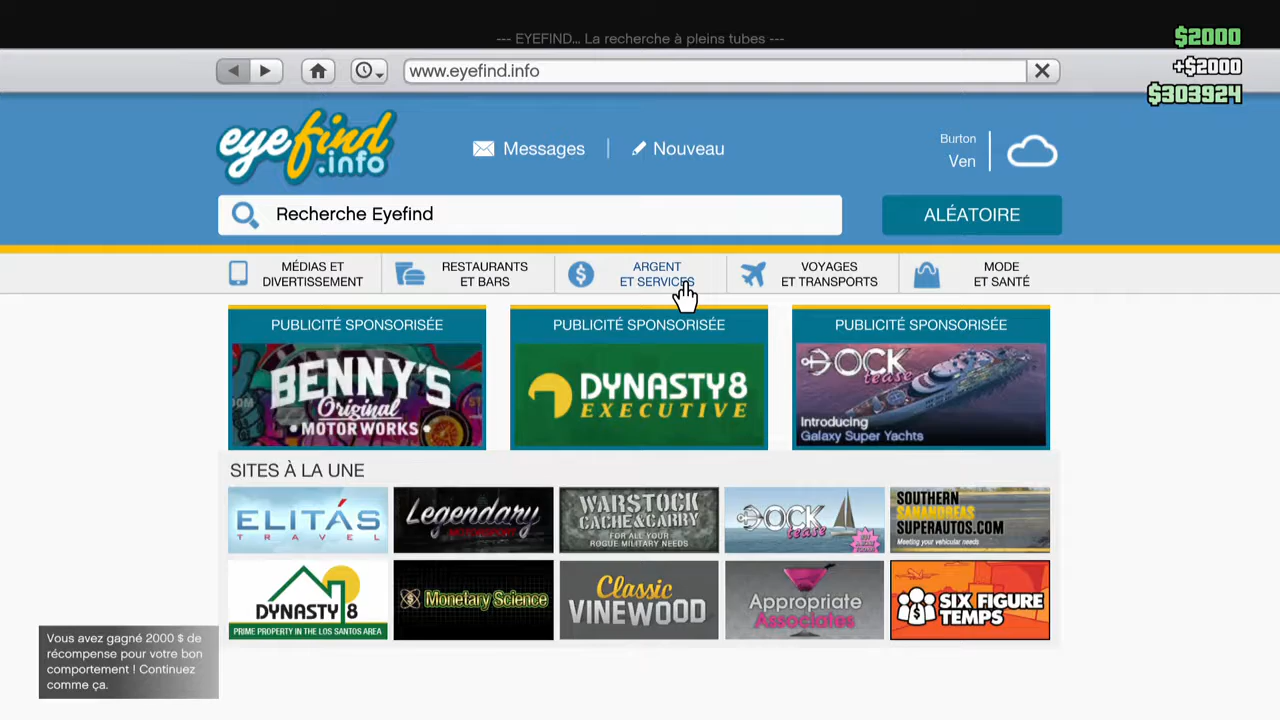 --- EYEFIND... La recherche à pleins tubes ---
$2000
+$2000
$303924
www.eyefind.info
eyefind
.info
Messages
Nouveau
Burton
Ven
Recherche Eyefind
ALÉATOIRE
MÉDIAS ET
DIVERTISSEMENT
RESTAURANTS
ET BARS
ARGENT
ET SERVICES
VOYAGES
ET TRANSPORTS
MODE
ET SANTÉ
PUBLICITÉ SPONSORISÉE
BENNY'S
Original
MOTOR WORKS
PUBLICITÉ SPONSORISÉE
DYNASTY 8
EXECUTIVE
PUBLICITÉ SPONSORISÉE
DOCK
tease
Introducing
Galaxy Super Yachts
SITES À LA UNE
ELITÁS
TRAVEL
Legendary
MOTORSPORT
WARSTOCK
CACHE & CARRY
FOR ALL YOUR
ROGUE MILITARY NEEDS
DOCK
tease
SOUTHERN
SANANDREAS
SUPERAUTOS.COM
Meeting your vehicular needs
DYNASTY 8
PRIME PROPERTY IN THE LOS SANTOS AREA
Monetary Science
Classic
VINEWOOD
Appropriate
Associates
SIX FIGURE
TEMPS
Vous avez gagné 2000 $ de
récompense pour votre bon
comportement ! Continuez
comme ça.